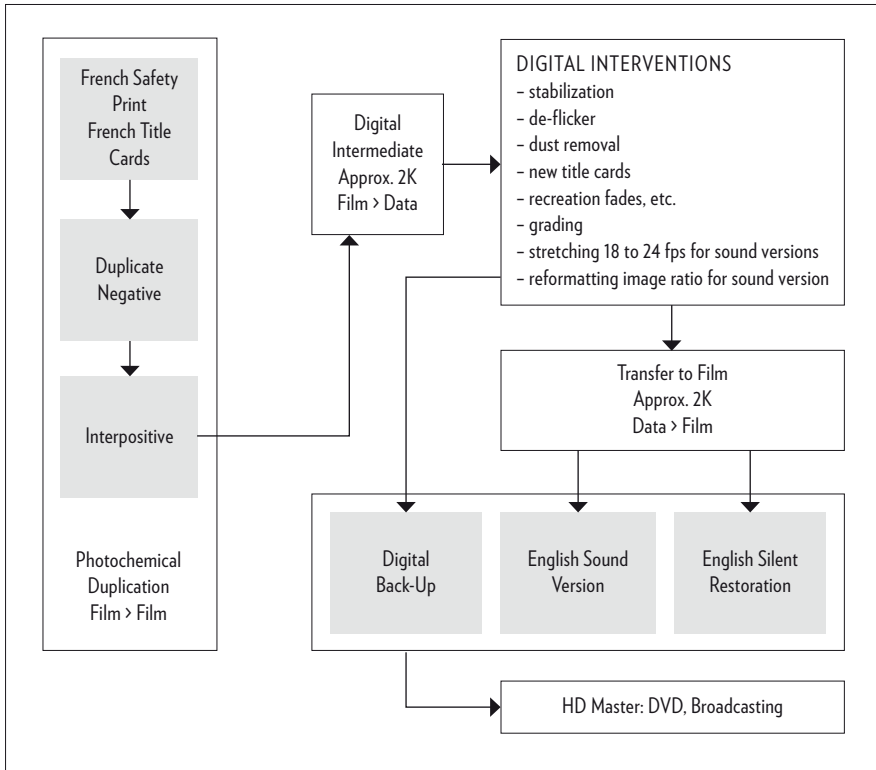 French Safety
Print
French Title
Cards
Duplicate
Negative
Interpositive
Photochemical
Duplication
Film > Film
Digital
Intermediate
Approx. 2K
Film > Data
DIGITAL INTERVENTIONS
– stabilization
– de-flicker
– dust removal
– new title cards
– recreation fades, etc.
– grading
– stretching 18 to 24 fps for sound versions
– reformatting image ratio for sound version
Transfer to Film
Approx. 2K
Data > Film
Digital
Back-Up
English Sound
Version
English Silent
Restoration
HD Master: DVD, Broadcasting